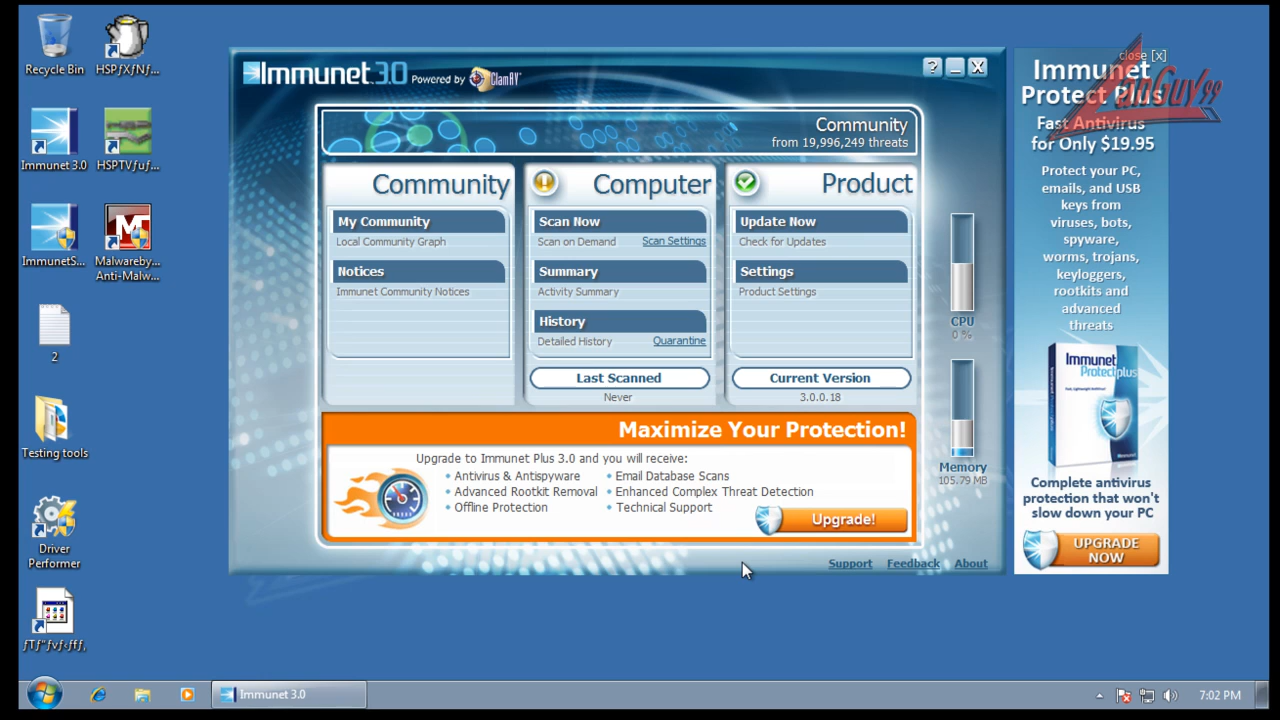 Recycle Bin
HSPƒXƒNƒ...
Immunet 3.0
HSPTVƒuƒ...
ImmunetS...
Malwareby...
Anti-Malw...
2
Testing tools
Driver
Performer
Immunet 3.0 Powered by ClamAV
?
X
Community
from 19,996,249 threats
Community
My Community
Local Community Graph
Notices
Immunet Community Notices
Computer
Scan Now
Scan on Demand Scan Settings
Summary
Activity Summary
History
Detailed History Quarantine
Last Scanned
Never
Product
Update Now
Check for Updates
Settings
Product Settings
Current Version
3.0.0.18
CPU
0 %
Memory
105.79 MB
Maximize Your Protection!
Upgrade to Immunet Plus 3.0 and you will receive:
• Antivirus & Antispyware • Email Database Scans
• Advanced Rootkit Removal • Enhanced Complex Threat Detection
• Offline Protection • Technical Support
Upgrade!
Support Feedback About
close [x]
Immunet
Protect Plus
Fast Antivirus
for Only $19.95
Protect your PC,
emails, and USB
keys from
viruses, bots,
spyware,
worms, trojans,
keyloggers,
rootkits and
advanced
threats
Immunet
Protect plus
Complete antivirus
protection that won't
slow down your PC
UPGRADE
NOW
Immunet 3.0
7:02 PM